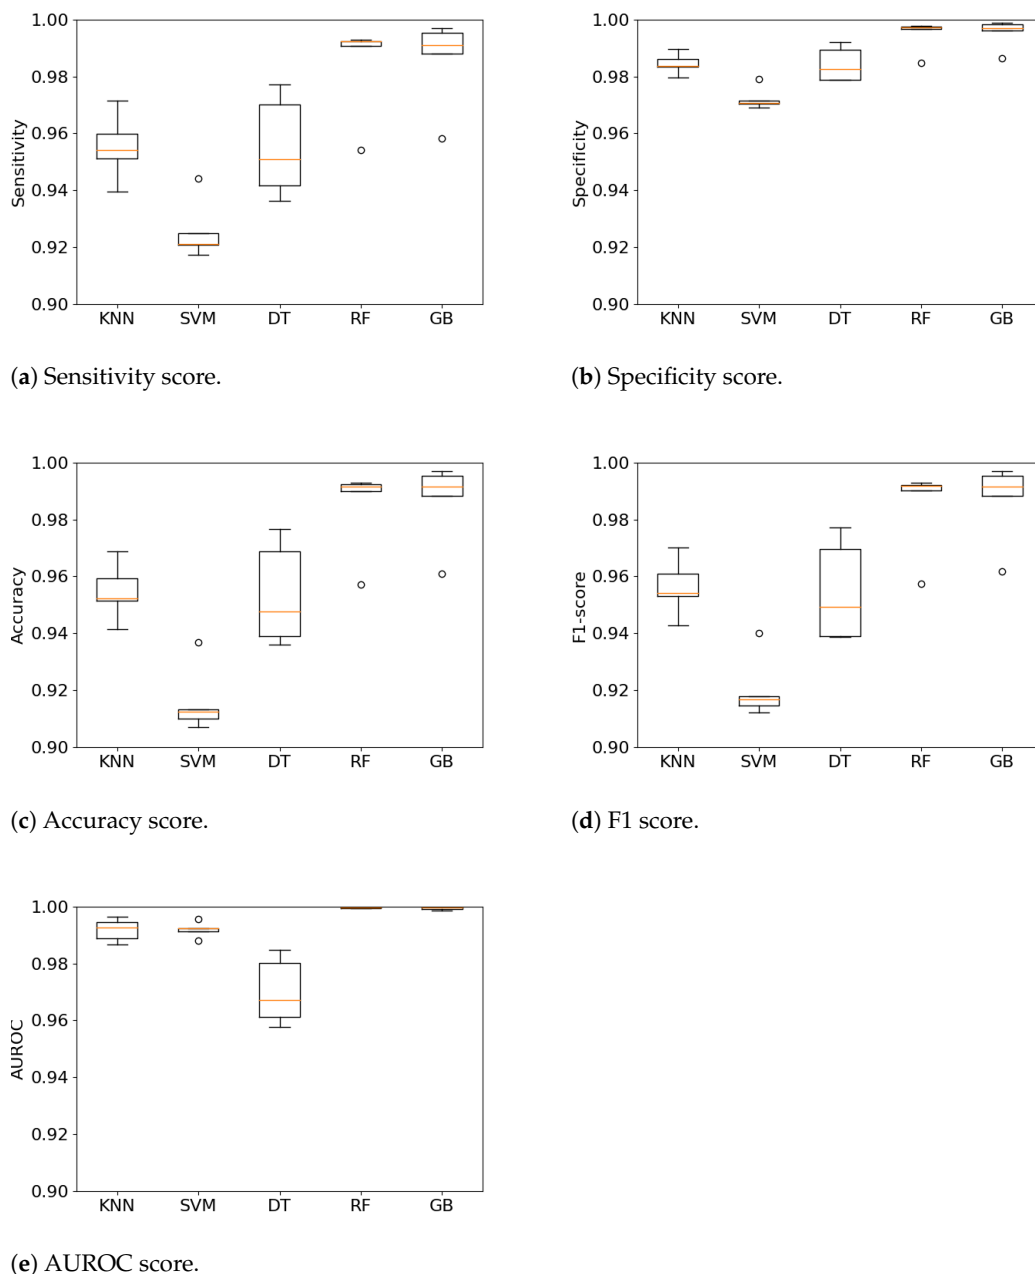 1.00
0.98
0.96
0.94
0.92
0.90
Sensitivity
KNN SVM DT RF GB
(a) Sensitivity score.
1.00
0.98
0.96
0.94
0.92
0.90
Specificity
KNN SVM DT RF GB
(b) Specificity score.
1.00
0.98
0.96
0.94
0.92
0.90
Accuracy
KNN SVM DT RF GB
(c) Accuracy score.
1.00
0.98
0.96
0.94
0.92
0.90
F1-score
KNN SVM DT RF GB
(d) F1 score.
1.00
0.98
0.96
0.94
0.92
0.90
AUROC
KNN SVM DT RF GB
(e) AUROC score.